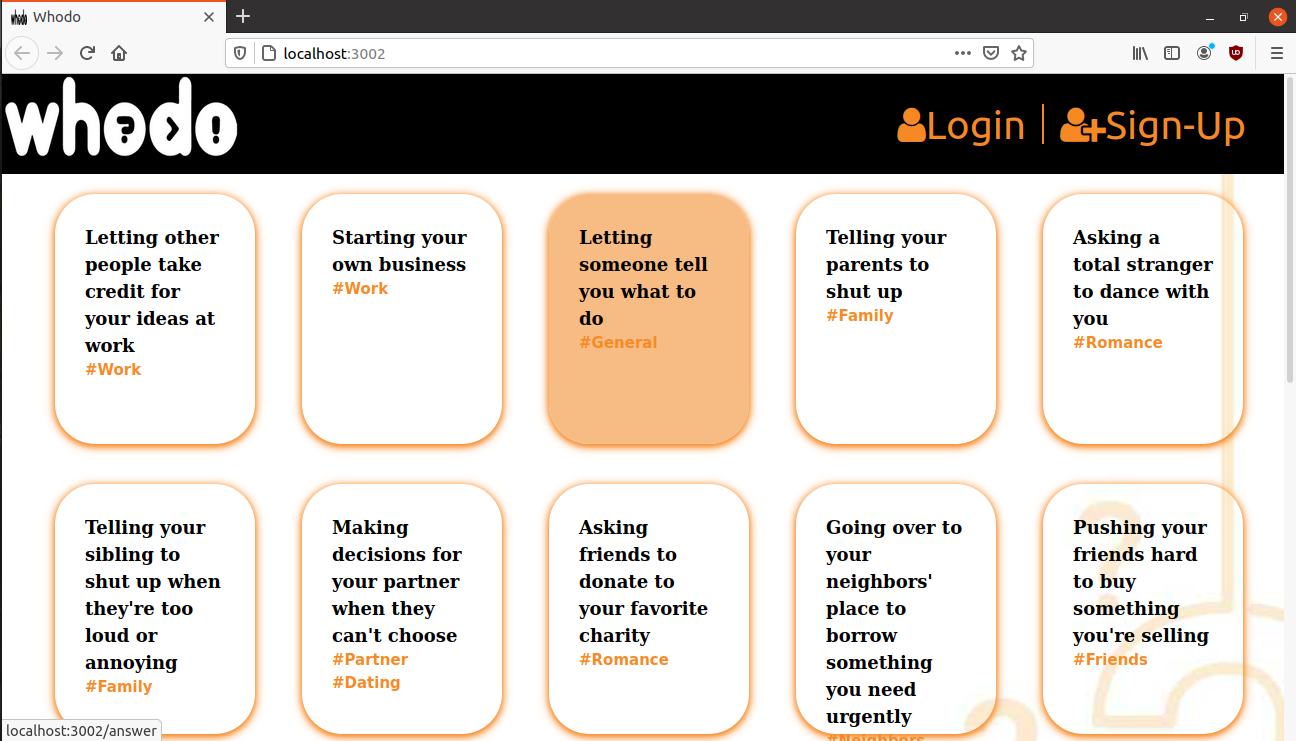 Whodo
localhost:3002
whodo
Login
Sign-Up
Letting other
people take
credit for
your ideas at
work
#Work
Starting your
own business
#Work
Letting
someone tell
you what to
do
#General
Telling your
parents to
shut up
#Family
Asking a
total stranger
to dance with
you
#Romance
Telling your
sibling to
shut up when
they're too
loud or
annoying
#Family
Making
decisions for
your partner
when they
can't choose
#Partner
#Dating
Asking
friends to
donate to
your favorite
charity
#Romance
Going over to
your
neighbors'
place to
borrow
something
you need
urgently
#Neighbors
Pushing your
friends hard
to buy
something
you're selling
#Friends
localhost:3002/answer